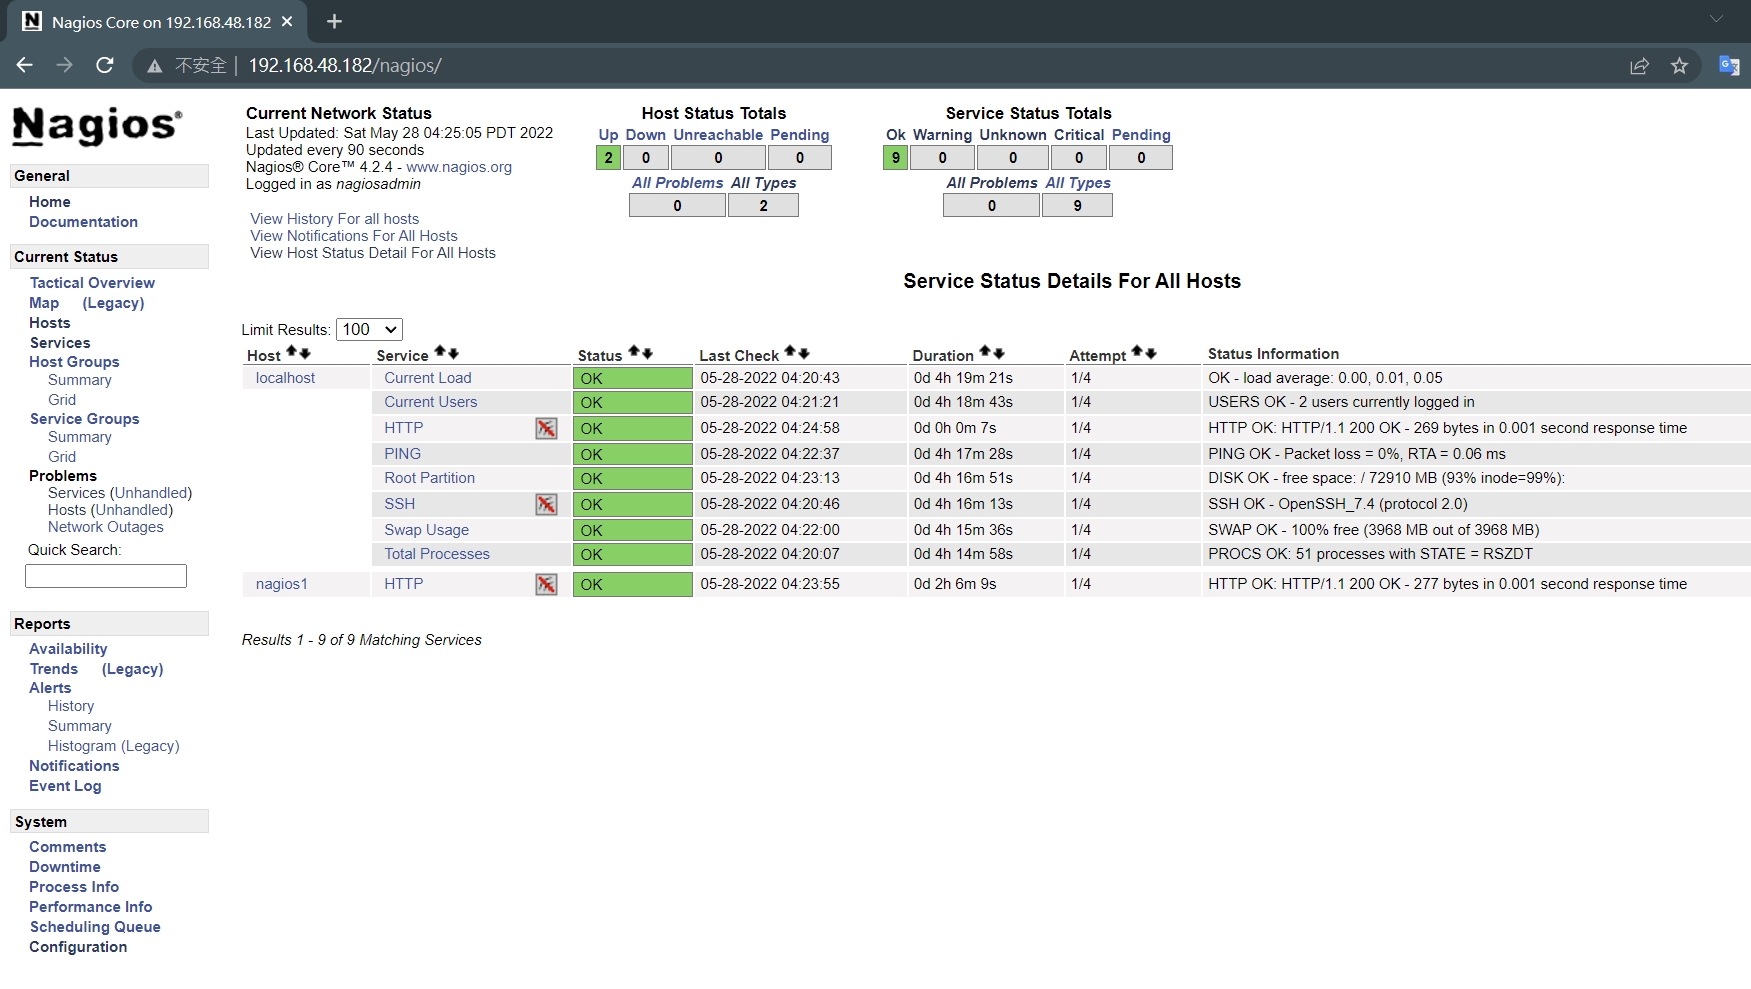 Nagios Core on 192.168.48.182
不安全 | 192.168.48.182/nagios/
Nagios®
General
Home
Documentation
Current Status
Tactical Overview
Map (Legacy)
Hosts
Services
Host Groups
Summary
Grid
Service Groups
Summary
Grid
Problems
Services (Unhandled)
Hosts (Unhandled)
Network Outages
Quick Search:
Reports
Availability
Trends (Legacy)
Alerts
History
Summary
Histogram (Legacy)
Notifications
Event Log
System
Comments
Downtime
Process Info
Performance Info
Scheduling Queue
Configuration
Current Network Status
Last Updated: Sat May 28 04:25:05 PDT 2022
Updated every 90 seconds
Nagios® Core™ 4.2.4 - www.nagios.org
Logged in as nagiosadmin
View History For all hosts
View Notifications For All Hosts
View Host Status Detail For All Hosts
Host Status Totals
Up Down Unreachable Pending
2 0 0 0
All Problems All Types
0 2
Service Status Totals
Ok Warning Unknown Critical Pending
9 0 0 0 0
All Problems All Types
0 9
Service Status Details For All Hosts
Limit Results: 100
Host Service Status Last Check Duration Attempt Status Information
localhost Current Load OK 05-28-2022 04:20:43 0d 4h 19m 21s 1/4 OK - load average: 0.00, 0.01, 0.05
Current Users OK 05-28-2022 04:21:21 0d 4h 18m 43s 1/4 USERS OK - 2 users currently logged in
HTTP OK 05-28-2022 04:24:58 0d 0h 0m 7s 1/4 HTTP OK: HTTP/1.1 200 OK - 269 bytes in 0.001 second response time
PING OK 05-28-2022 04:22:37 0d 4h 17m 28s 1/4 PING OK - Packet loss = 0%, RTA = 0.06 ms
Root Partition OK 05-28-2022 04:23:13 0d 4h 16m 51s 1/4 DISK OK - free space: / 72910 MB (93% inode=99%):
SSH OK 05-28-2022 04:20:46 0d 4h 16m 13s 1/4 SSH OK - OpenSSH_7.4 (protocol 2.0)
Swap Usage OK 05-28-2022 04:22:00 0d 4h 15m 36s 1/4 SWAP OK - 100% free (3968 MB out of 3968 MB)
Total Processes OK 05-28-2022 04:20:07 0d 4h 14m 58s 1/4 PROCS OK: 51 processes with STATE = RSZDT
nagios1 HTTP OK 05-28-2022 04:23:55 0d 2h 6m 9s 1/4 HTTP OK: HTTP/1.1 200 OK - 277 bytes in 0.001 second response time
Results 1 - 9 of 9 Matching Services